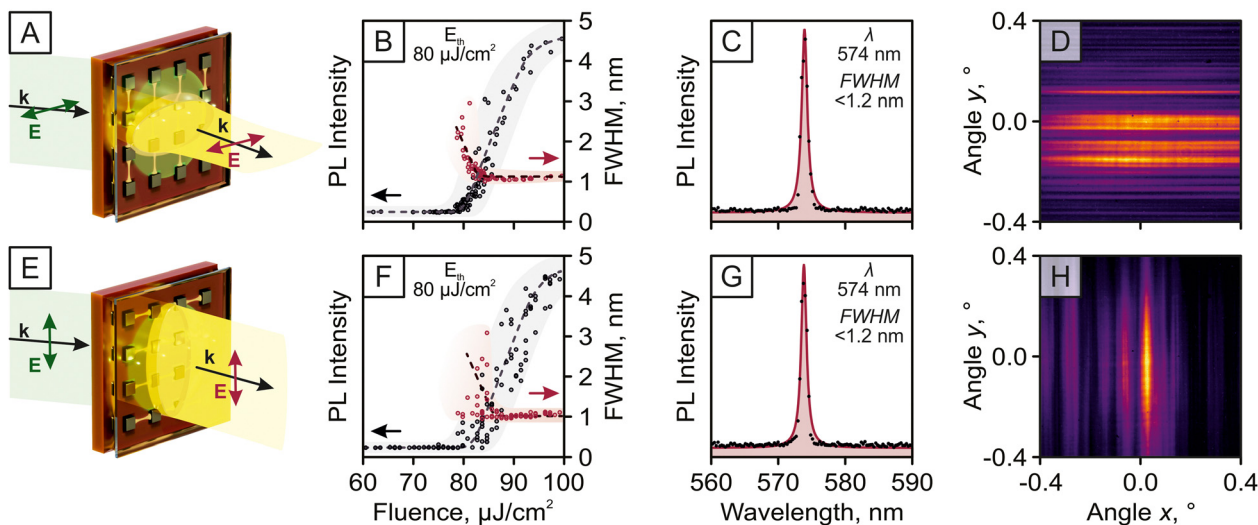 A
k
E
k
E
B
E_th
80 μJ/cm²
PL Intensity
5
4
3
2
1
0
FWHM, nm
C
λ
574 nm
FWHM
<1.2 nm
PL Intensity
D
Angle y, °
0.4
0.0
-0.4
E
k
E
k
E
F
E_th
80 μJ/cm²
PL Intensity
5
4
3
2
1
0
FWHM, nm
60 70 80 90 100
Fluence, μJ/cm²
G
λ
574 nm
FWHM
<1.2 nm
PL Intensity
560 570 580 590
Wavelength, nm
H
Angle y, °
0.4
0.0
-0.4
-0.4 0.0 0.4
Angle x, °